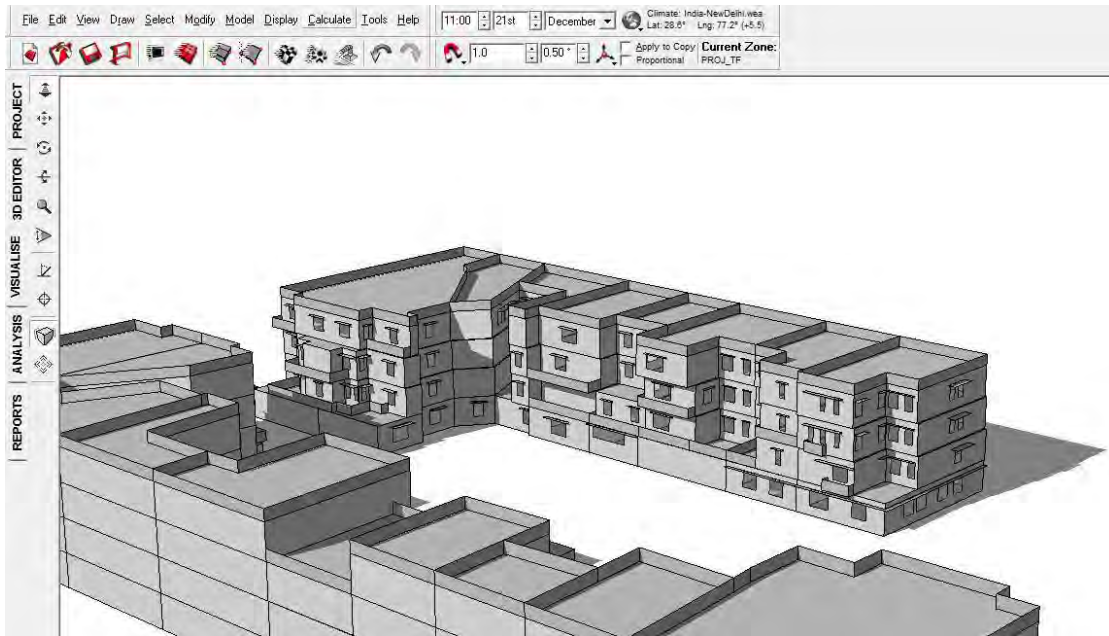 File Edit View Draw Select Modify Model Display Calculate Tools Help
11:00 21st December
Climate: India-NewDelhi.wea
Lat: 28.6° Lng: 77.2° (+5.5)
1.0 0.50 °
Apply to Copy
Proportional
Current Zone:
PROJ_TF
PROJECT
3D EDITOR
VISUALISE
ANALYSIS
REPORTS